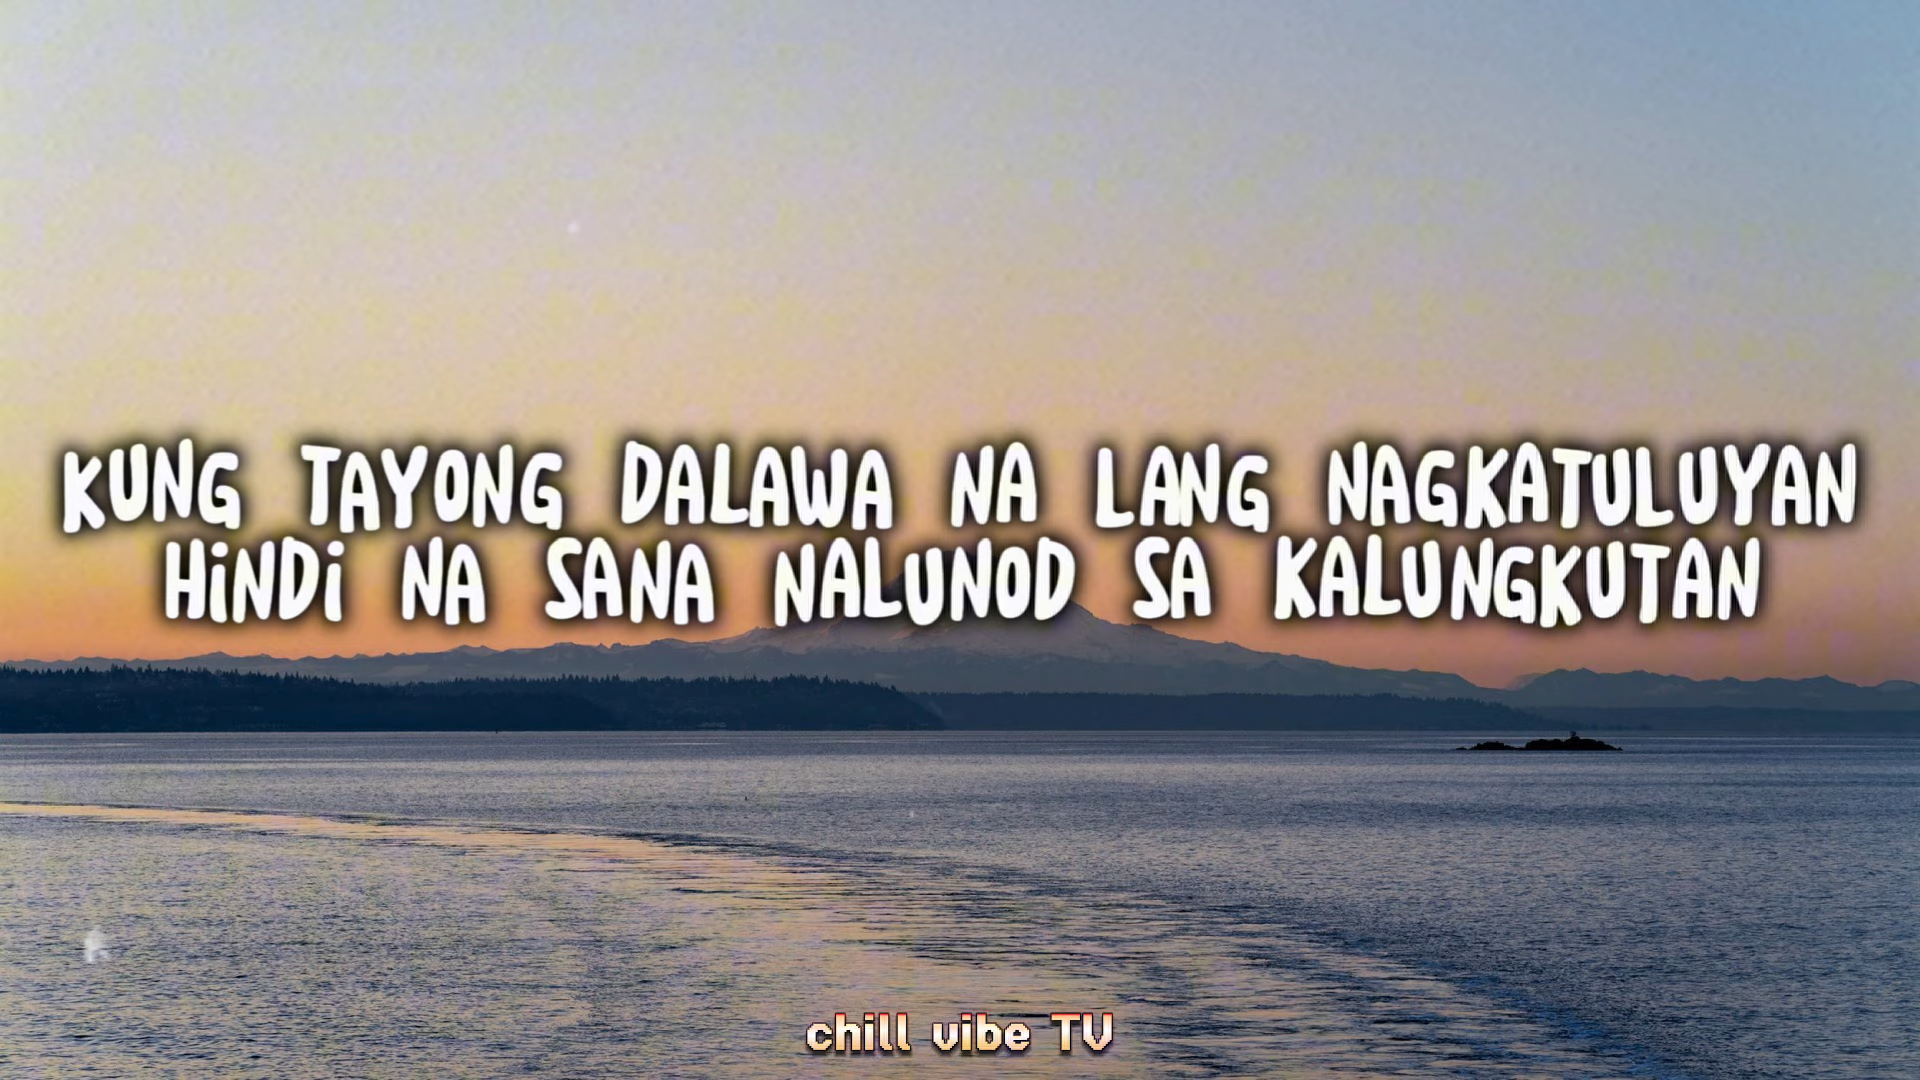 KUNG TAYONG DALAWA NA LANG NAGKATULUYAN
HiNDi NA SANA NALUNOD SA KALUNGKUTAN
chill vibe TV